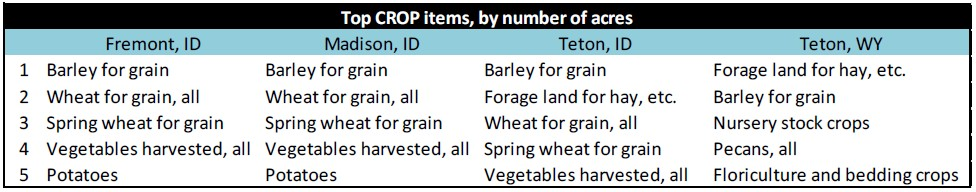 Top CROP items, by number of acres
Fremont, ID Madison, ID Teton, ID Teton, WY
1 Barley for grain Barley for grain Barley for grain Forage land for hay, etc.
2 Wheat for grain, all Wheat for grain, all Forage land for hay, etc. Barley for grain
3 Spring wheat for grain Spring wheat for grain Wheat for grain, all Nursery stock crops
4 Vegetables harvested, all Vegetables harvested, all Spring wheat for grain Pecans, all
5 Potatoes Potatoes Vegetables harvested, all Floriculture and bedding crops